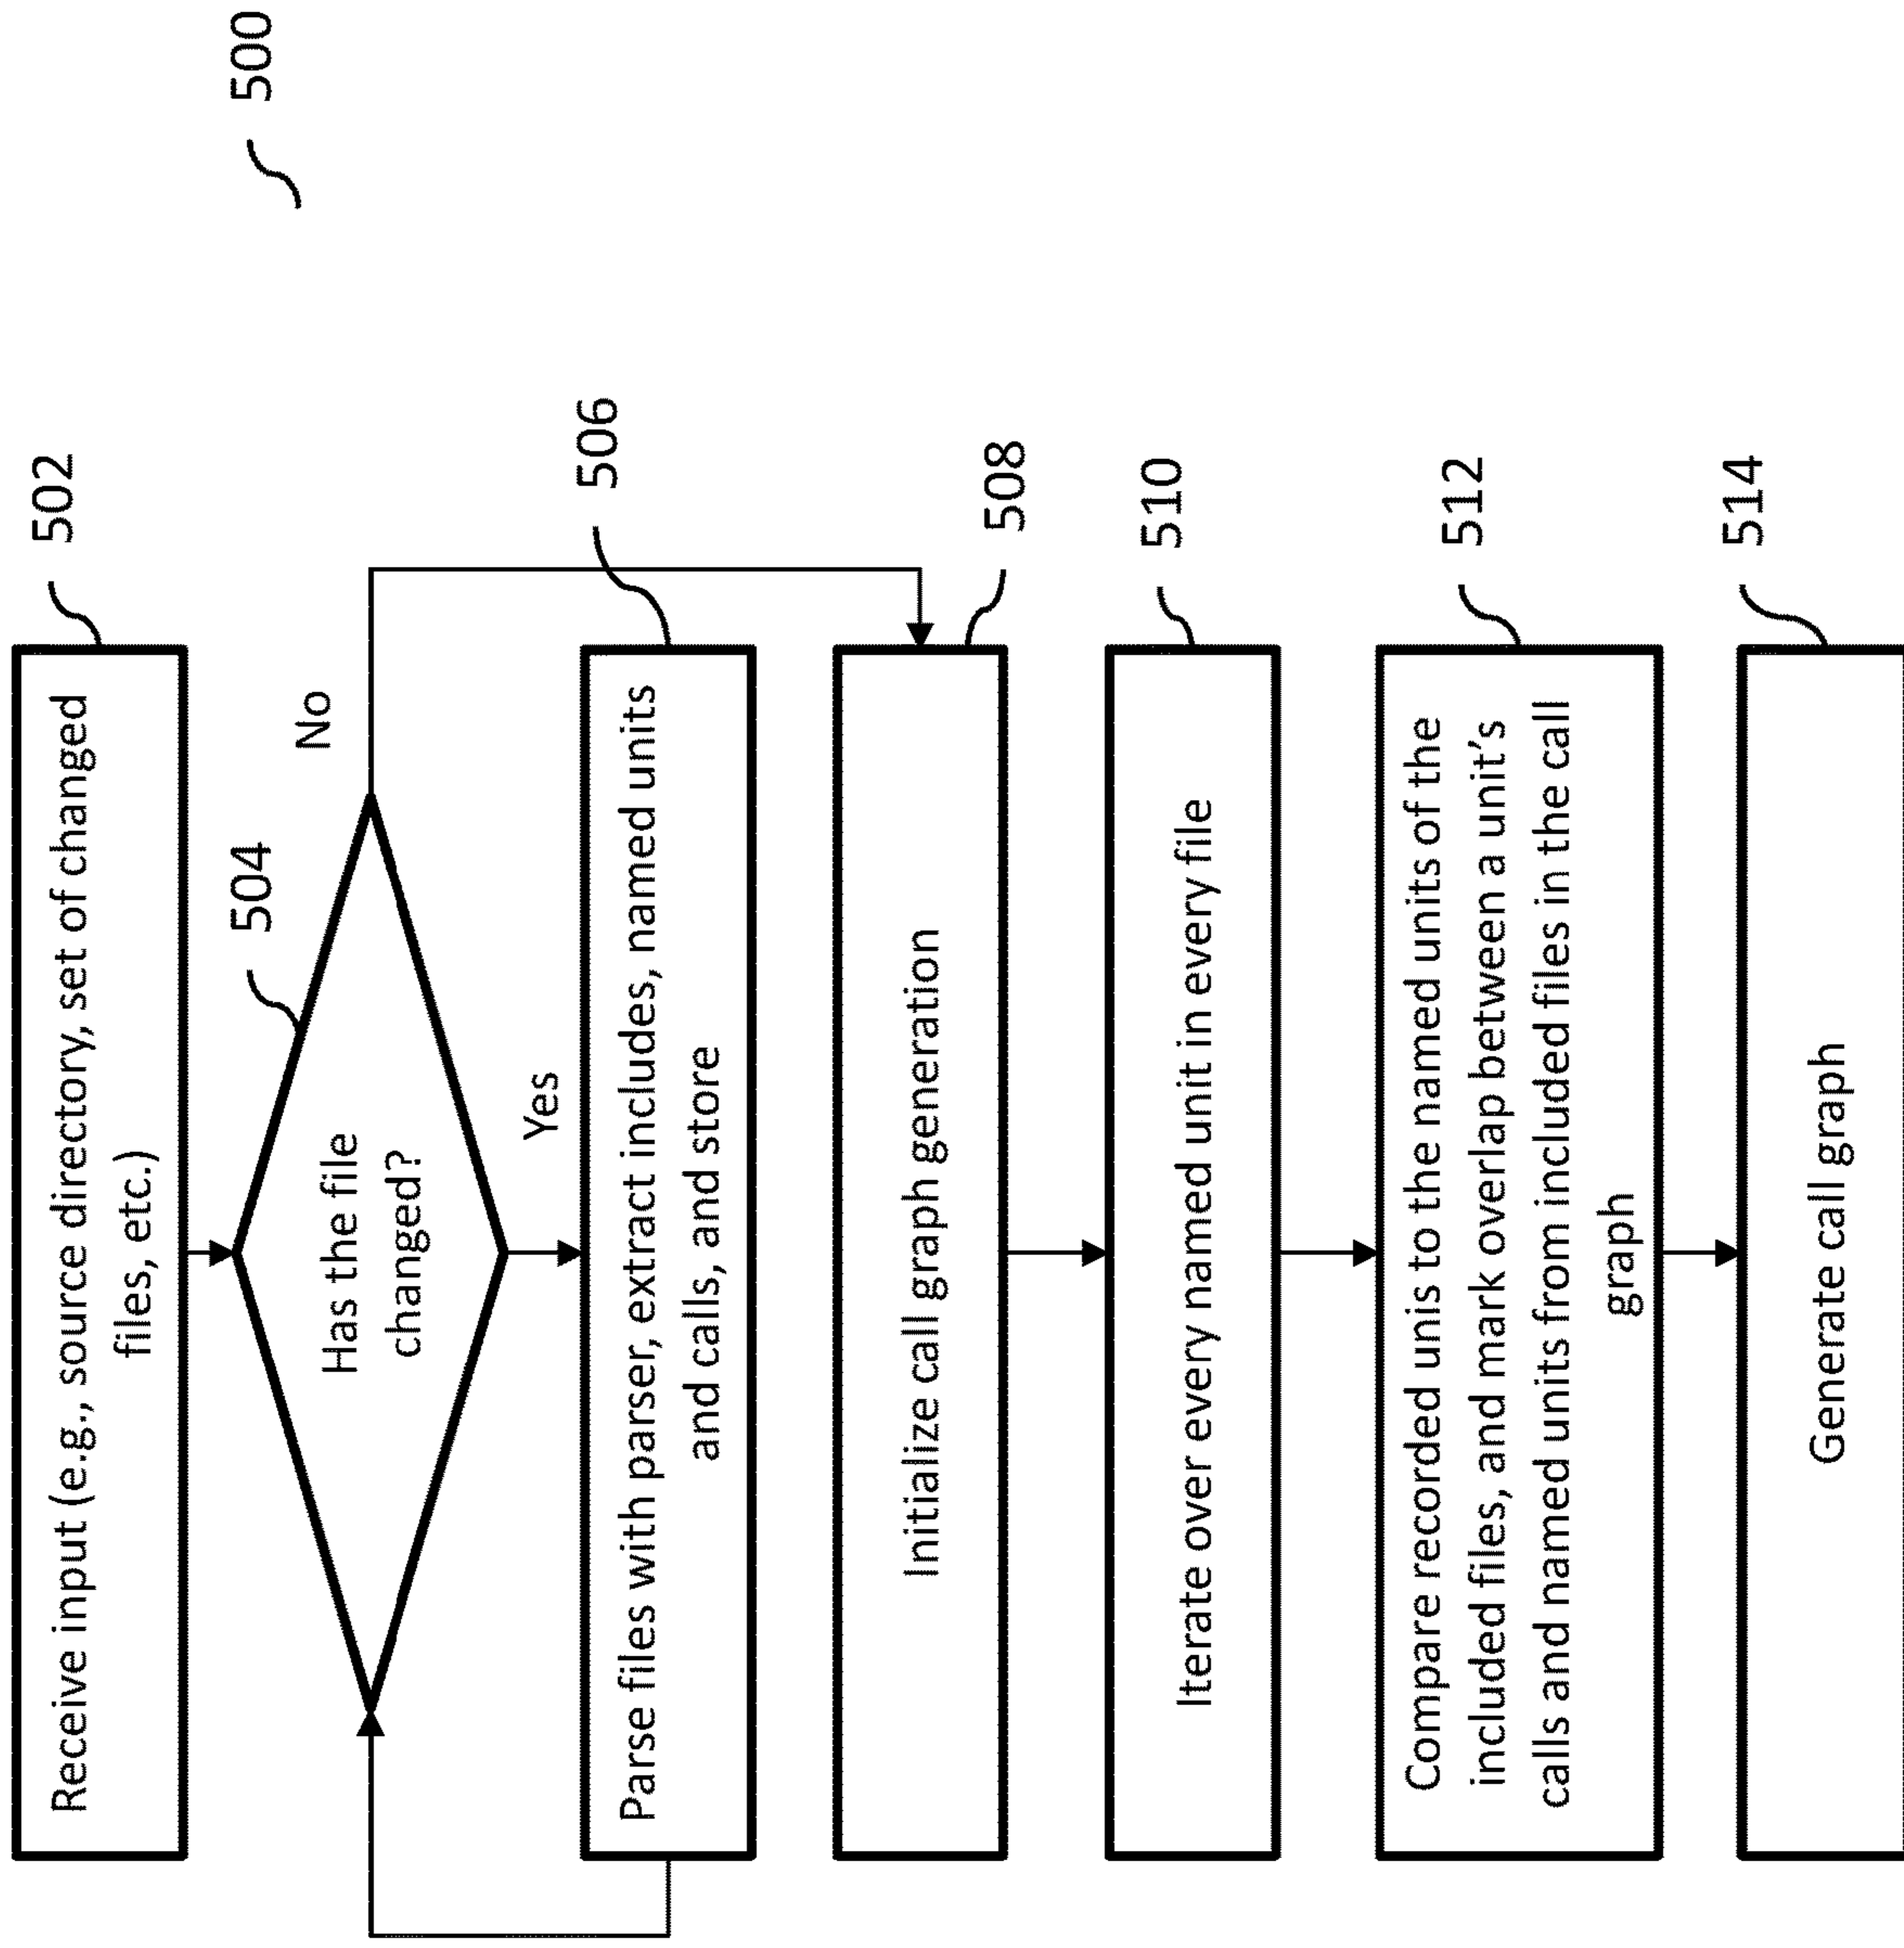 500
Receive input (e.g., source directory, set of changed
files, etc.)
502
Has the file
changed?
504
No
Yes
Parse files with parser, extract includes, named units
and calls, and store
506
Initialize call graph generation
508
Iterate over every named unit in every file
510
Compare recorded unis to the named units of the
included files, and mark overlap between a unit's
calls and named units from included files in the call
graph
512
Generate call graph
514